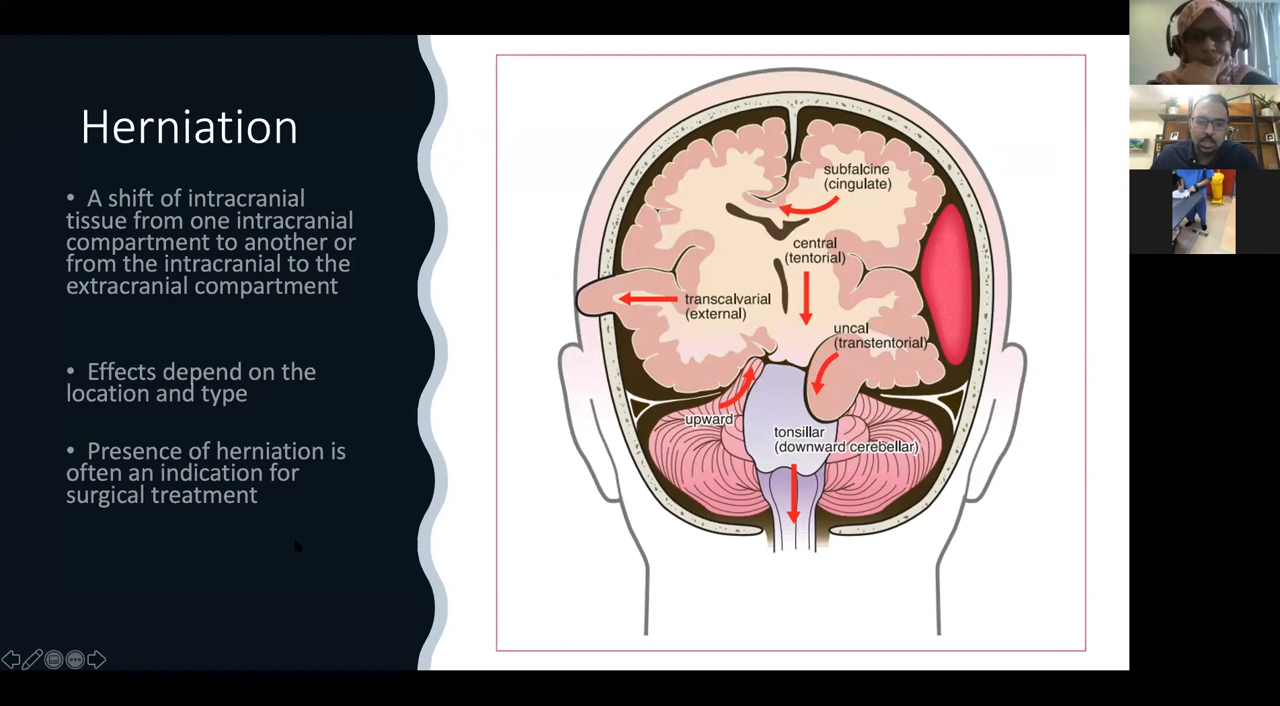 Herniation
• A shift of intracranial
tissue from one intracranial
compartment to another or
from the intracranial to the
extracranial compartment
• Effects depend on the
location and type
• Presence of herniation is
often an indication for
surgical treatment
subfalcine
(cingulate)
central
(tentorial)
transcalvarial
(external)
uncal
(transtentorial)
upward
tonsillar
(downward cerebellar)